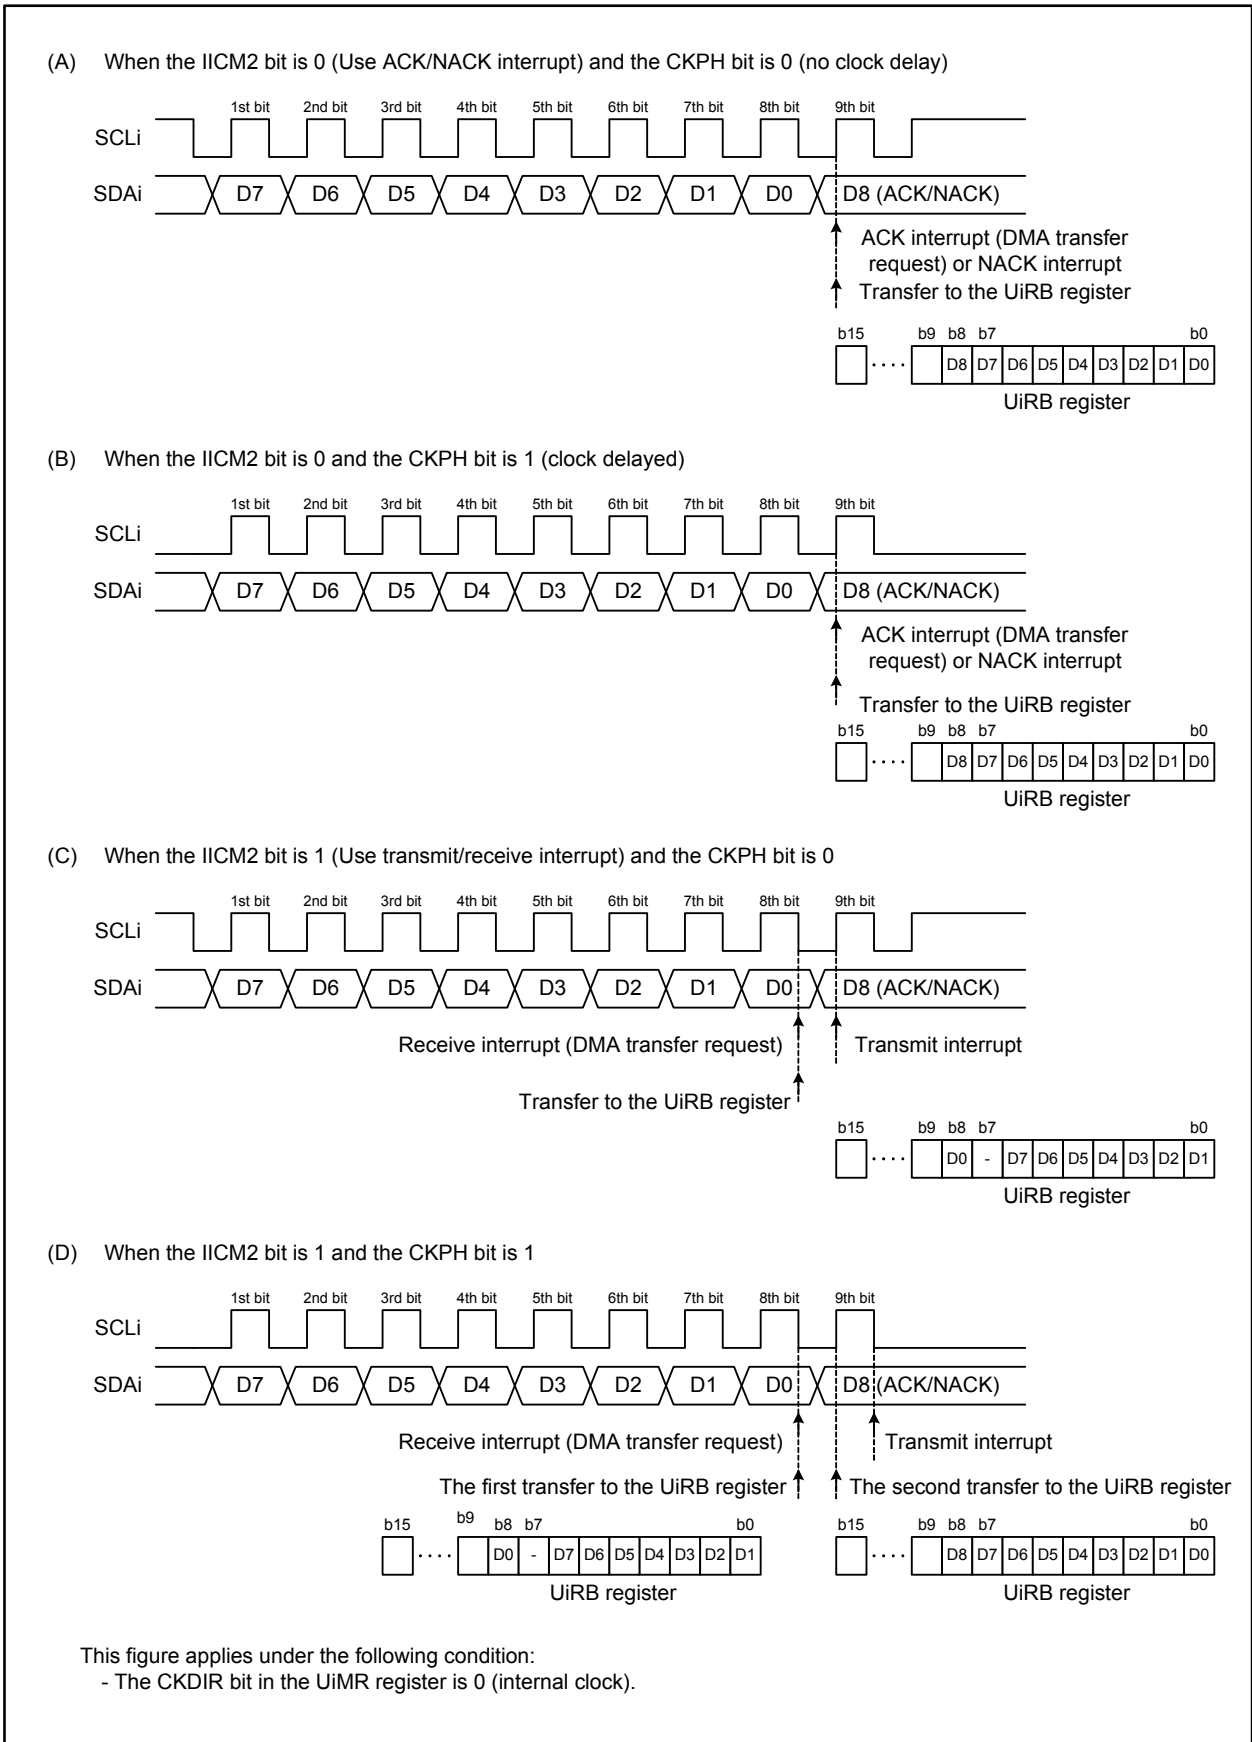 (A) When the IICM2 bit is 0 (Use ACK/NACK interrupt) and the CKPH bit is 0 (no clock delay)
1st bit 2nd bit 3rd bit 4th bit 5th bit 6th bit 7th bit 8th bit 9th bit
SCLi
SDAi D7 D6 D5 D4 D3 D2 D1 D0 D8 (ACK/NACK)
ACK interrupt (DMA transfer
request) or NACK interrupt
Transfer to the UiRB register
b15 b9 b8 b7 b0
.... D8 D7 D6 D5 D4 D3 D2 D1 D0
UiRB register
(B) When the IICM2 bit is 0 and the CKPH bit is 1 (clock delayed)
1st bit 2nd bit 3rd bit 4th bit 5th bit 6th bit 7th bit 8th bit 9th bit
SCLi
SDAi D7 D6 D5 D4 D3 D2 D1 D0 D8 (ACK/NACK)
ACK interrupt (DMA transfer
request) or NACK interrupt
Transfer to the UiRB register
b15 b9 b8 b7 b0
.... D8 D7 D6 D5 D4 D3 D2 D1 D0
UiRB register
(C) When the IICM2 bit is 1 (Use transmit/receive interrupt) and the CKPH bit is 0
1st bit 2nd bit 3rd bit 4th bit 5th bit 6th bit 7th bit 8th bit 9th bit
SCLi
SDAi D7 D6 D5 D4 D3 D2 D1 D0 D8 (ACK/NACK)
Receive interrupt (DMA transfer request) Transmit interrupt
Transfer to the UiRB register
b15 b9 b8 b7 b0
.... D0 - D7 D6 D5 D4 D3 D2 D1
UiRB register
(D) When the IICM2 bit is 1 and the CKPH bit is 1
1st bit 2nd bit 3rd bit 4th bit 5th bit 6th bit 7th bit 8th bit 9th bit
SCLi
SDAi D7 D6 D5 D4 D3 D2 D1 D0 D8 (ACK/NACK)
Receive interrupt (DMA transfer request) Transmit interrupt
The first transfer to the UiRB register The second transfer to the UiRB register
b15 b9 b8 b7 b0 b15 b9 b8 b7 b0
.... D0 - D7 D6 D5 D4 D3 D2 D1 .... D8 D7 D6 D5 D4 D3 D2 D1 D0
UiRB register UiRB register
This figure applies under the following condition:
- The CKDIR bit in the UiMR register is 0 (internal clock).